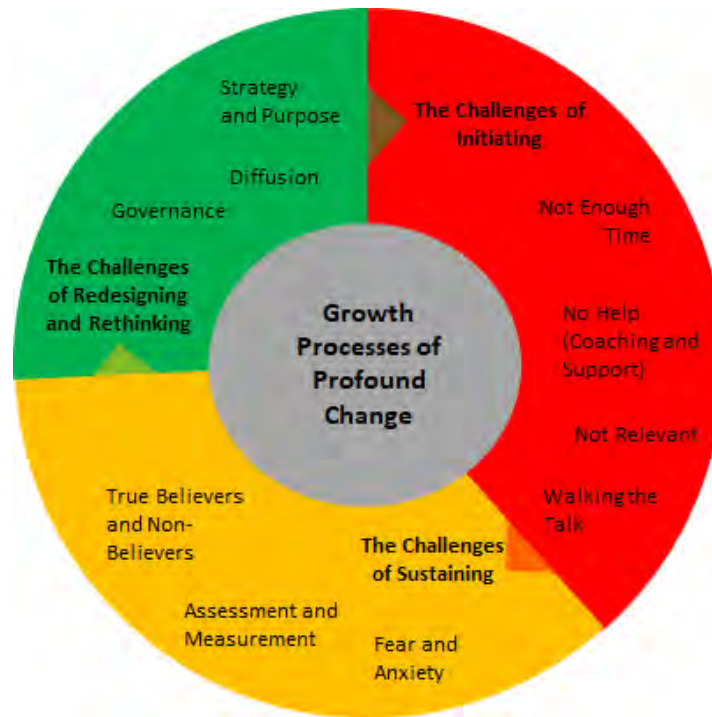 Strategy
and Purpose
Diffusion
Governance
The Challenges
of Redesigning
and Rethinking
The Challenges of
Initiating
Not Enough
Time
No Help
(Coaching and
Support)
Not Relevant
Walking the
Talk
Growth
Processes of
Profound
Change
The Challenges
of Sustaining
Fear and
Anxiety
Assessment and
Measurement
True Believers
and Non-
Believers